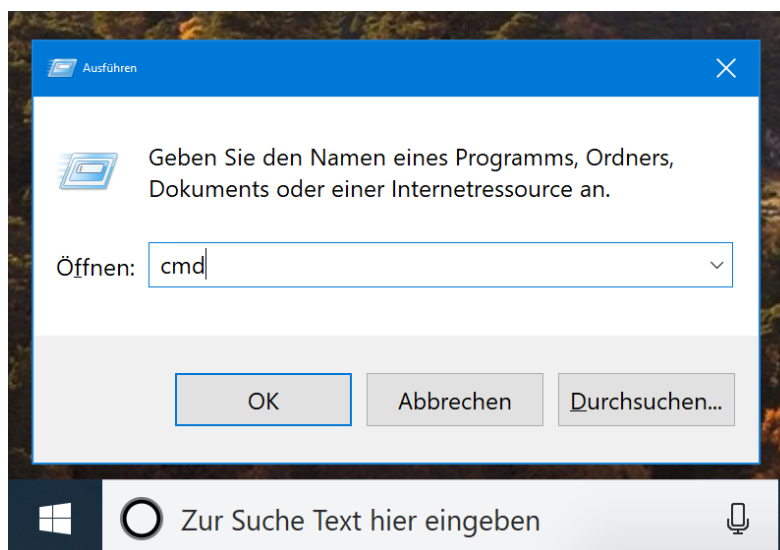 Ausführen
Geben Sie den Namen eines Programms, Ordners,
Dokuments oder einer Internetressource an.
Öffnen: cmd
OK Abbrechen Durchsuchen...
Zur Suche Text hier eingeben